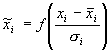 x̃ᵢ = f((xᵢ − x̄ᵢ) / σᵢ)